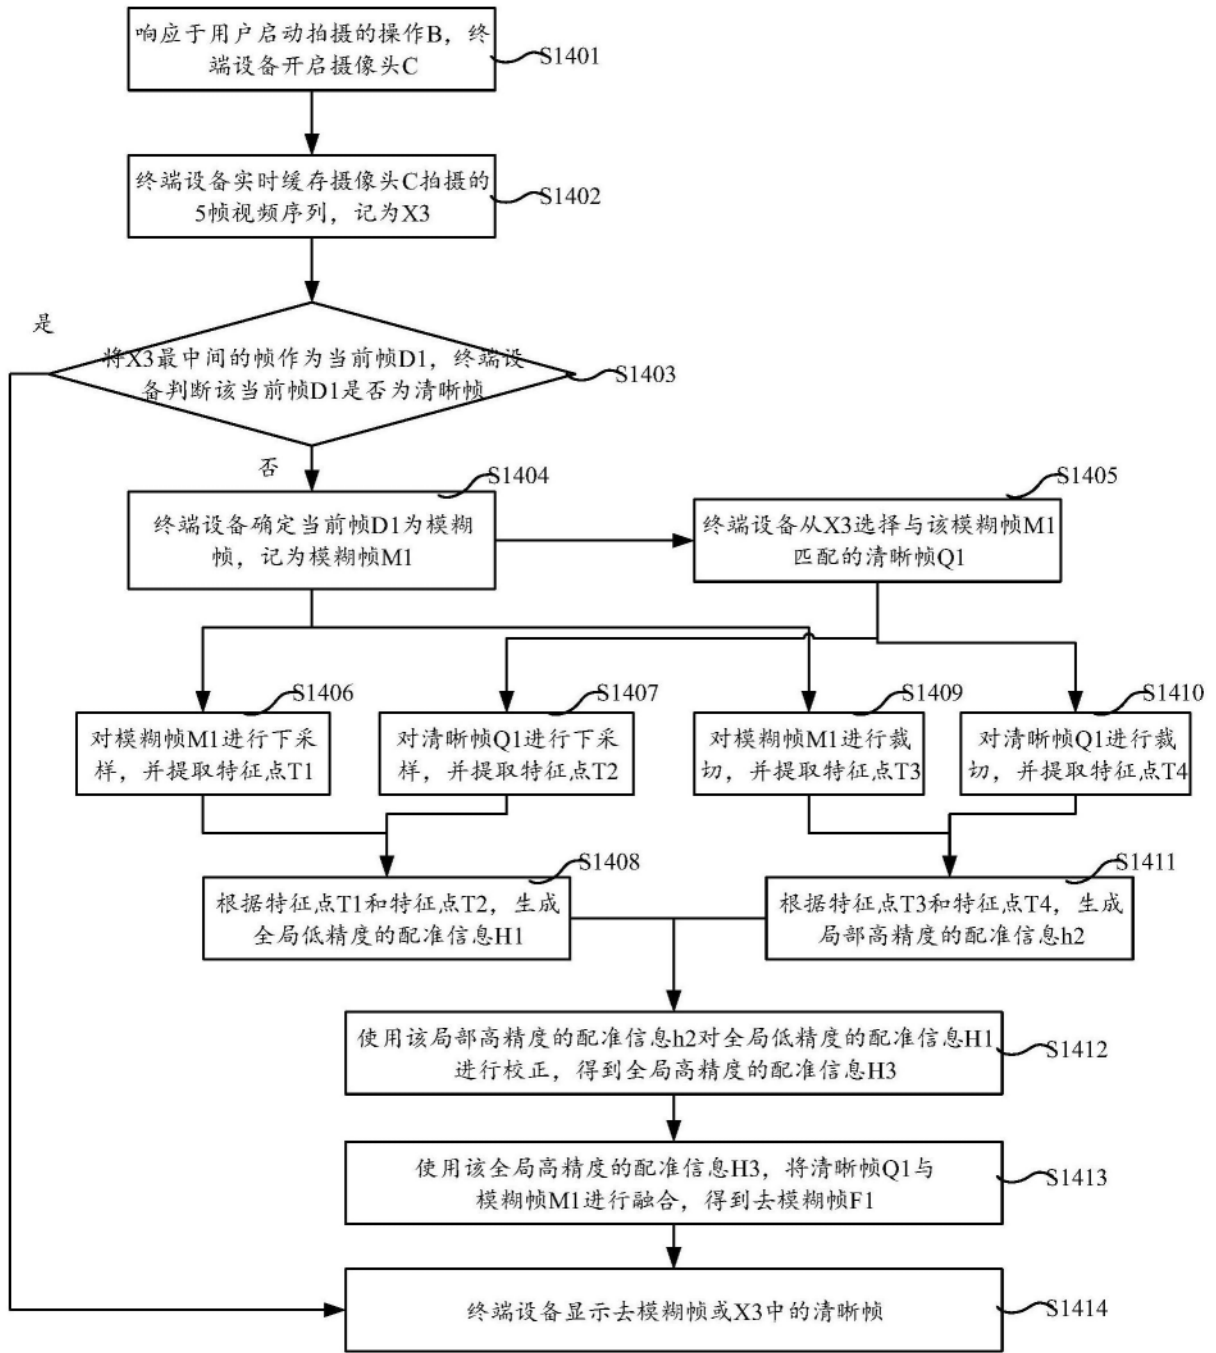 响应于用户启动拍摄的操作B，终
端设备开启摄像头C
S1401
终端设备实时缓存摄像头C拍摄的
5帧视频序列，记为X3
S1402
是
将X3最中间的帧作为当前帧D1，终端设
备判断该当前帧D1是否为清晰帧
S1403
否
S1404
终端设备确定当前帧D1为模糊
帧，记为模糊帧M1
S1405
终端设备从X3选择与该模糊帧M1
匹配的清晰帧Q1
S1406
对模糊帧M1进行下采
样，并提取特征点T1
S1407
对清晰帧Q1进行下采
样，并提取特征点T2
S1409
对模糊帧M1进行裁
切，并提取特征点T3
S1410
对清晰帧Q1进行裁
切，并提取特征点T4
S1408
根据特征点T1和特征点T2，生成
全局低精度的配准信息H1
S1411
根据特征点T3和特征点T4，生成
局部高精度的配准信息h2
使用该局部高精度的配准信息h2对全局低精度的配准信息H1
进行校正，得到全局高精度的配准信息H3
S1412
使用该全局高精度的配准信息H3，将清晰帧Q1与
模糊帧M1进行融合，得到去模糊帧F1
S1413
终端设备显示去模糊帧或X3中的清晰帧
S1414